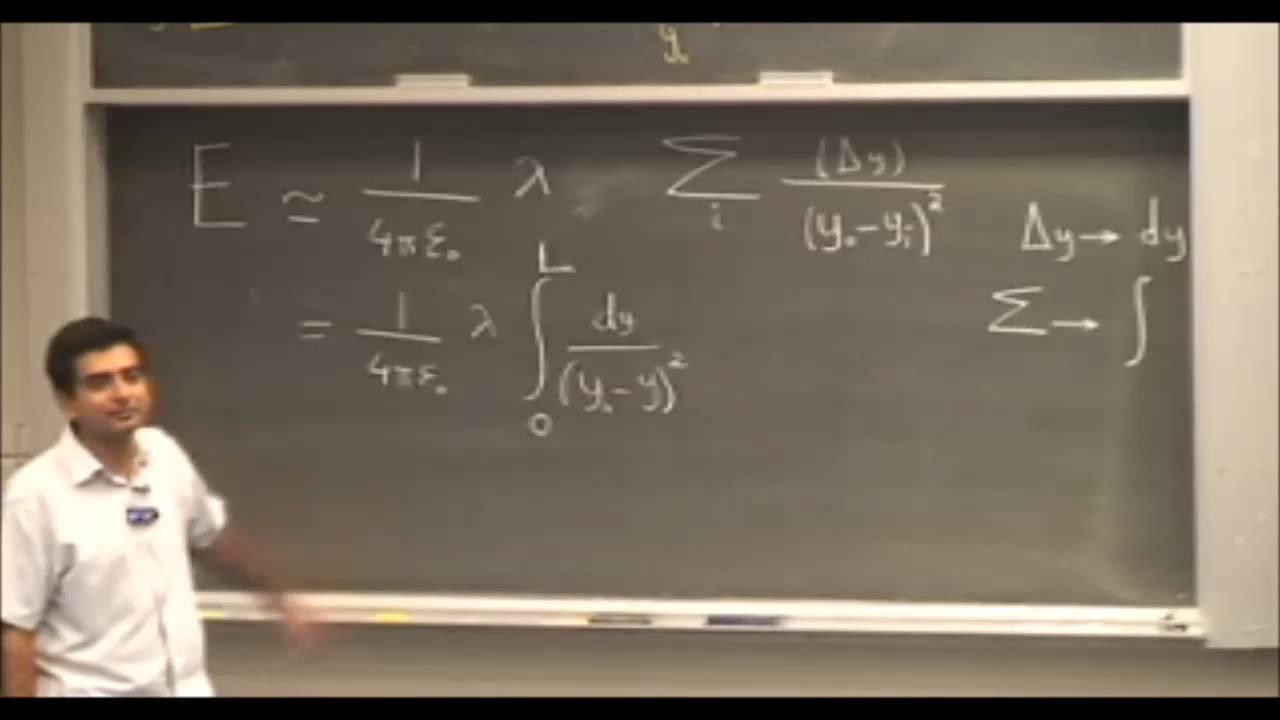 y
E ≃ 1/4πε₀ λ Σᵢ (Δy)/(y₀-yᵢ)²
Δy → dy
= 1/4πε₀ λ ∫₀ᴸ dy/(y₀-y)²
Σ → ∫